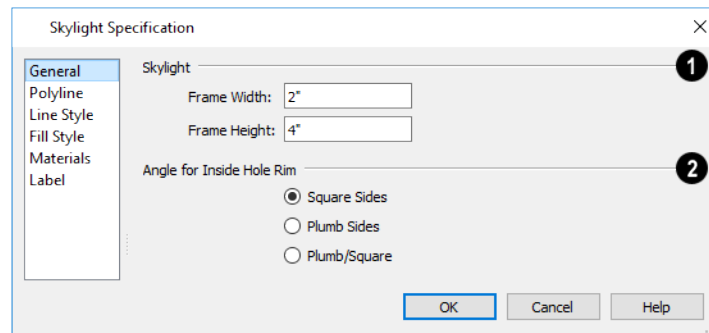 Skylight Specification
General
Polyline
Line Style
Fill Style
Materials
Label
Skylight
1
Frame Width: 2"
Frame Height: 4"
Angle for Inside Hole Rim
2
Square Sides
Plumb Sides
Plumb/Square
OK Cancel Help